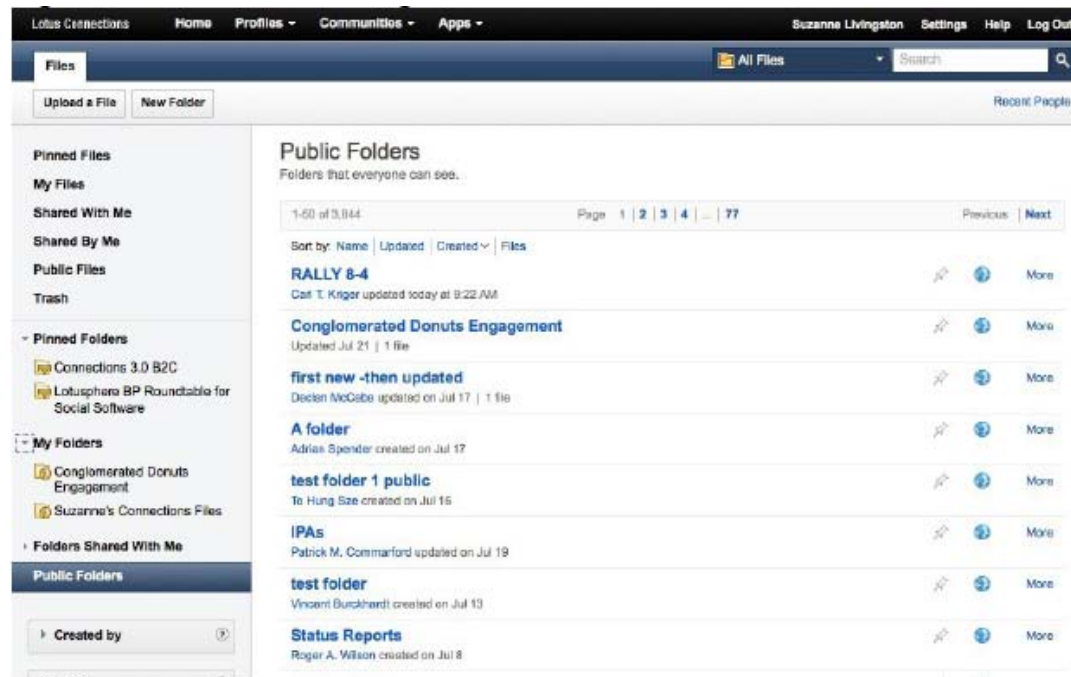 Lotus Connections Home Profiles Communities Apps Suzanne Livingston Settings Help Log Out
Files All Files Search
Upload a File New Folder Recent People
Pinned Files
My Files
Shared With Me
Shared By Me
Public Files
Trash
Pinned Folders
Connections 3.0 B2C
Lotusphere BP Roundtable for
Social Software
My Folders
Conglomerated Donuts
Engagement
Suzanne's Connections Files
Folders Shared With Me
Public Folders
Created by
Public Folders
Folders that everyone can see.
1-50 of 3,844 Page 1 | 2 | 3 | 4 | ... | 77 Previous | Next
Sort by: Name | Updated | Created | Files
RALLY 8-4 More
Carl T. Kriger updated today at 9:22 AM
Conglomerated Donuts Engagement More
Updated Jul 21 | 1 file
first new -then updated More
Declan McCabe updated on Jul 17 | 1 file
A folder More
Adrian Spender created on Jul 17
test folder 1 public More
To Hung Sze created on Jul 16
IPAs More
Patrick M. Commarford updated on Jul 19
test folder More
Vincent Burckhardt created on Jul 13
Status Reports More
Roger A. Wilson created on Jul 8